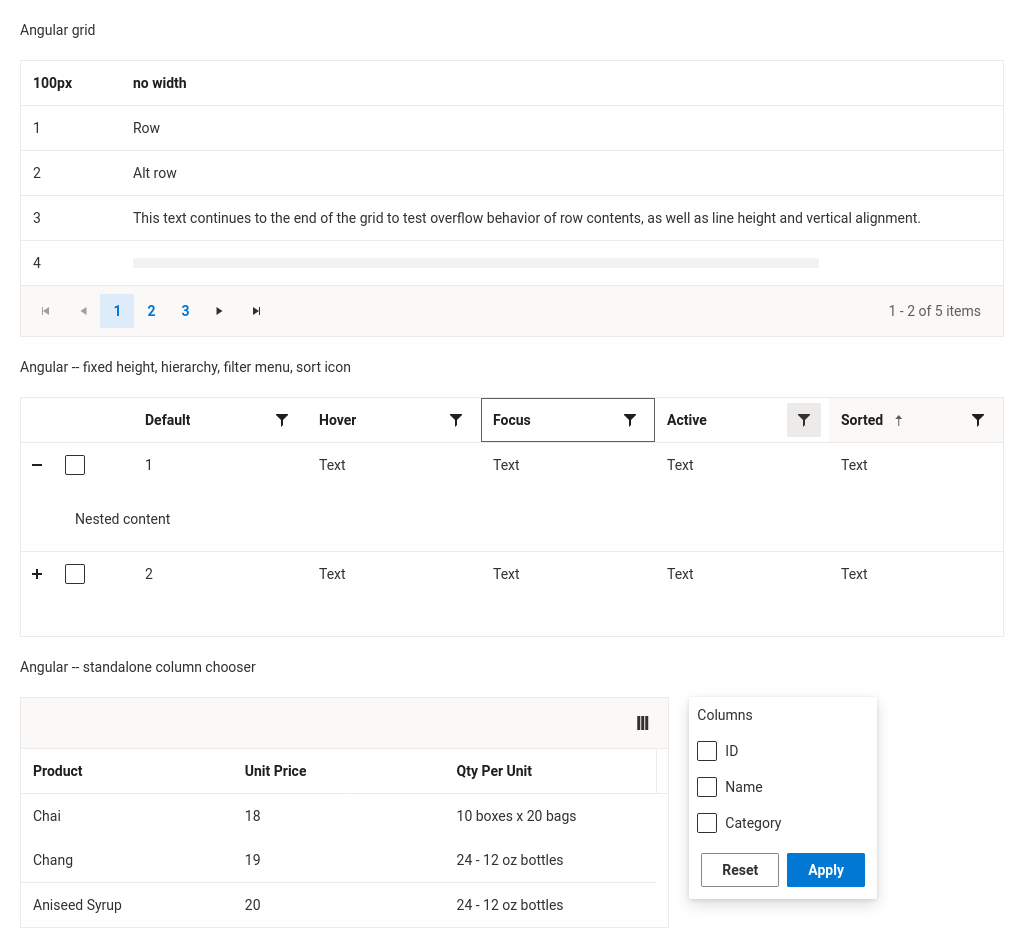 Angular grid
100px no width
1 Row
2 Alt row
3 This text continues to the end of the grid to test overflow behavior of row contents, as well as line height and vertical alignment.
4
1 2 3 1 - 2 of 5 items
Angular -- fixed height, hierarchy, filter menu, sort icon
Default Hover Focus Active Sorted
1 Text Text Text Text
Nested content
2 Text Text Text Text
Angular -- standalone column chooser
Product Unit Price Qty Per Unit
Chai 18 10 boxes x 20 bags
Chang 19 24 - 12 oz bottles
Aniseed Syrup 20 24 - 12 oz bottles
Columns
ID
Name
Category
Reset Apply